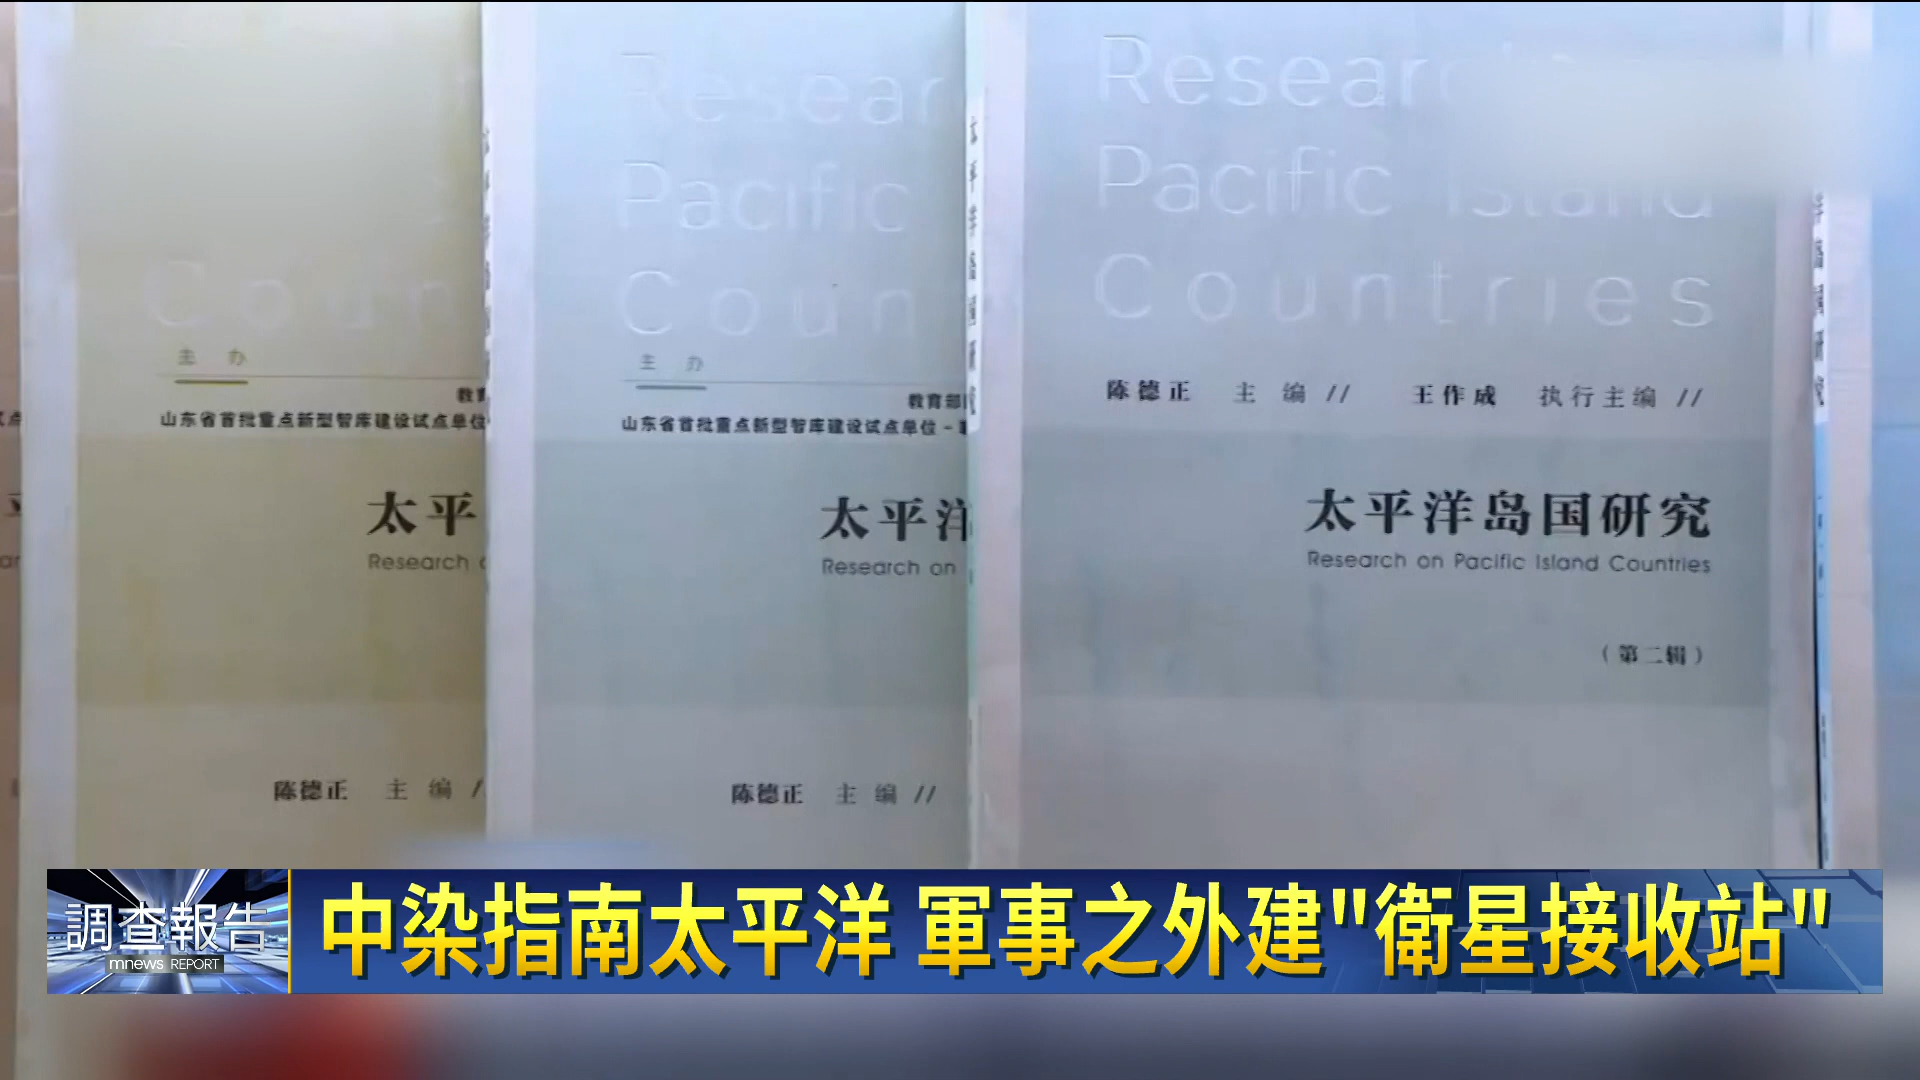 Coun
主 办
山东省首批重点新型智库建设试点单位
太平
Research
陈德正 主 编 /
Resear
Pacific
Coun
主 办
教育部
山东省首批重点新型智库建设试点单位-
太平洋
Research on
陈德正 主 编 //
Resear
Pacific Island
Countries
陈德正 主 编 // 王作成 执行主编 //
太平洋岛国研究
Research on Pacific Island Countries
（第二辑）
調查報告
mnews REPORT
中染指南太平洋 軍事之外建"衛星接收站"